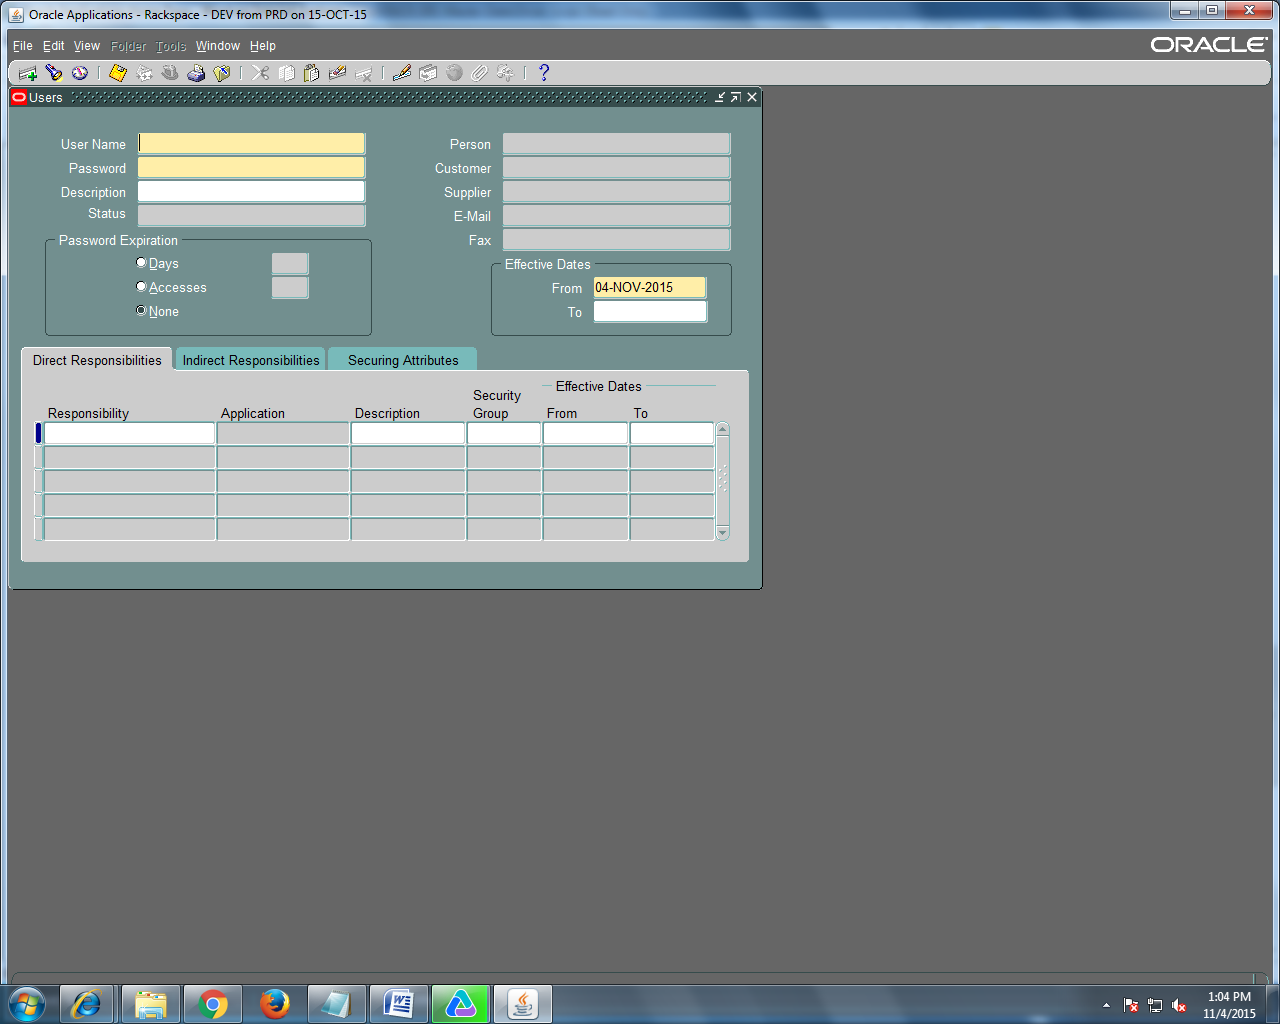 Oracle Applications - Rackspace - DEV from PRD on 15-OCT-15
File Edit View Folder Tools Window Help
ORACLE
Users
User Name
Password
Description
Status
Person
Customer
Supplier
E-Mail
Fax
Password Expiration
Days
Accesses
None
Effective Dates
From 04-NOV-2015
To
Direct Responsibilities Indirect Responsibilities Securing Attributes
Effective Dates
Security
Responsibility Application Description Group From To
1:04 PM
11/4/2015